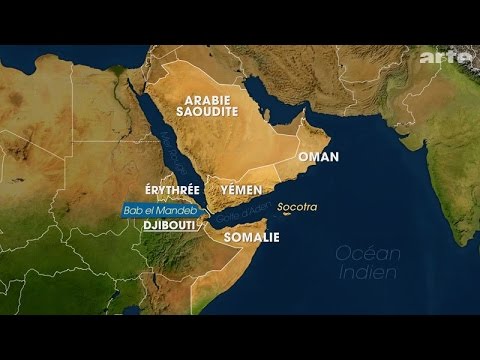 arte
ARABIE
SAOUDITE
Mer Rouge
OMAN
ÉRYTHRÉE
YÉMEN
Bab el Mandeb
Golfe d'Aden
Socotra
DJIBOUTI
SOMALIE
Océan
Indien